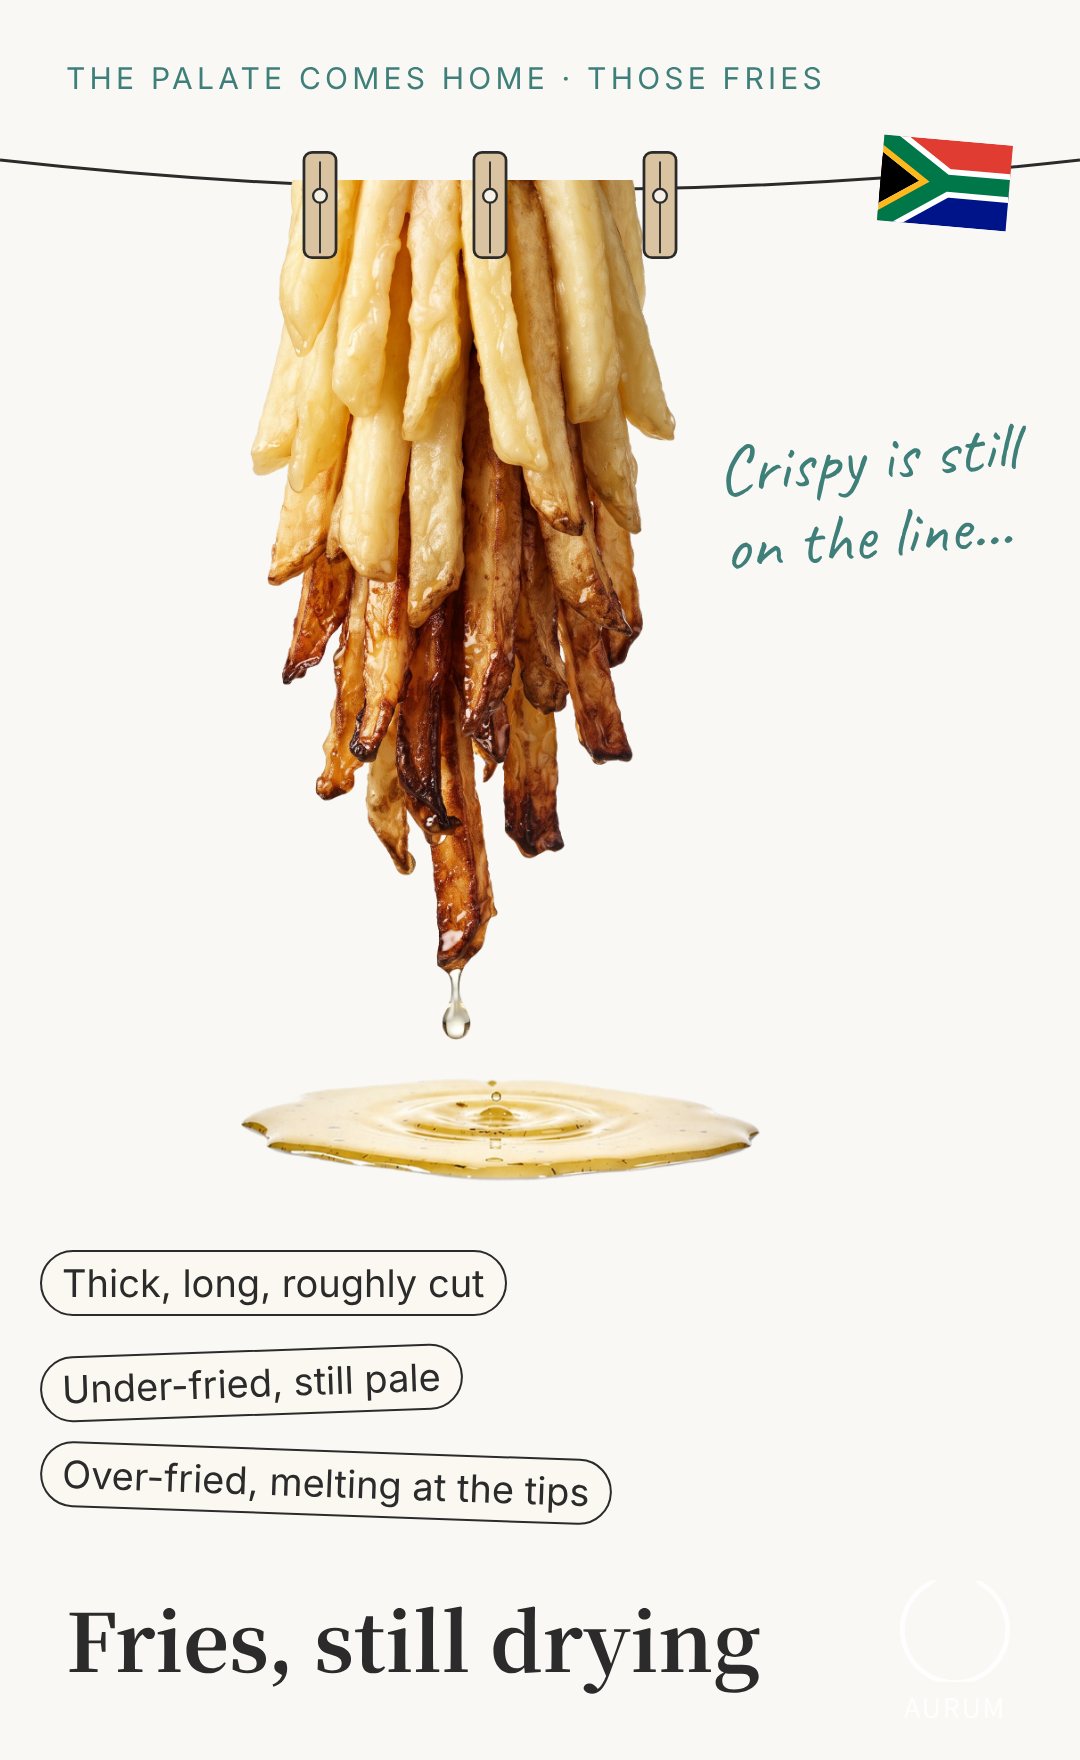 THE PALATE COMES HOME · THOSE FRIES
Crispy is still
on the line...
Thick, long, roughly cut
Under-fried, still pale
Over-fried, melting at the tips
Fries, still drying
AURUM